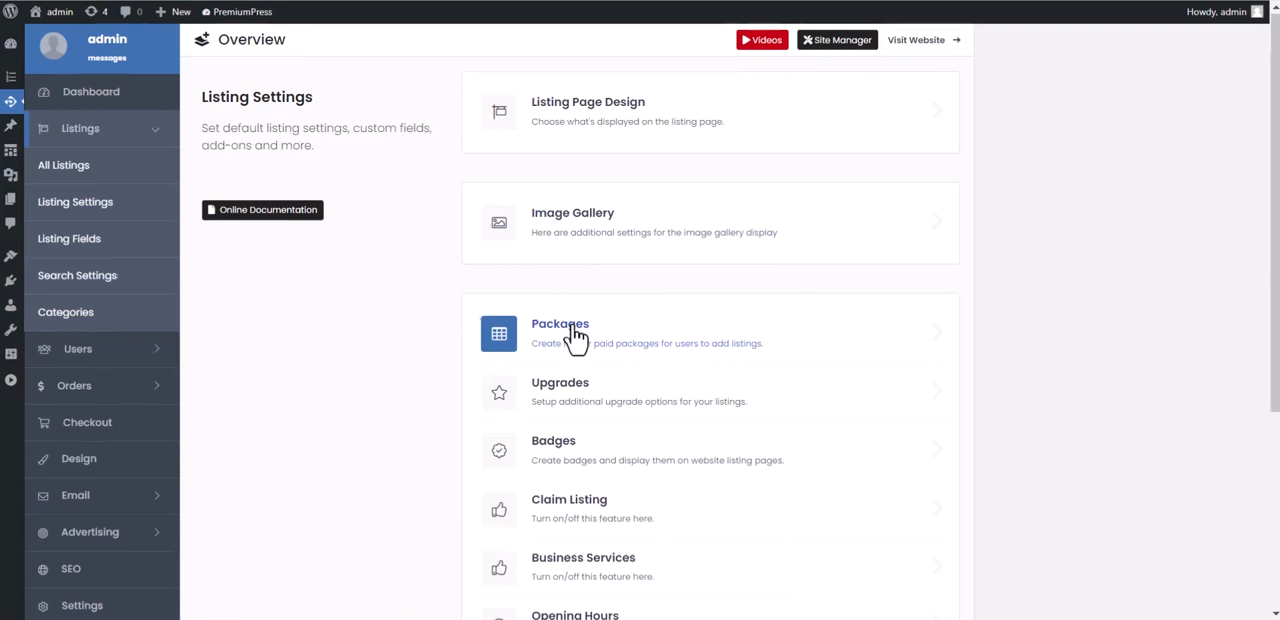 admin
4
0
New
PremiumPress
Howdy, admin
admin
messages
Overview
Videos
Site Manager
Visit Website
Dashboard
Listings
All Listings
Listing Settings
Listing Fields
Search Settings
Categories
Users
Orders
Checkout
Design
Email
Advertising
SEO
Settings
Listing Settings
Set default listing settings, custom fields,
add-ons and more.
Online Documentation
Listing Page Design
Choose what's displayed on the listing page.
Image Gallery
Here are additional settings for the image gallery display
Packages
Create paid packages for users to add listings.
Upgrades
Setup additional upgrade options for your listings.
Badges
Create badges and display them on website listing pages.
Claim Listing
Turn on/off this feature here.
Business Services
Turn on/off this feature here.
Opening Hours